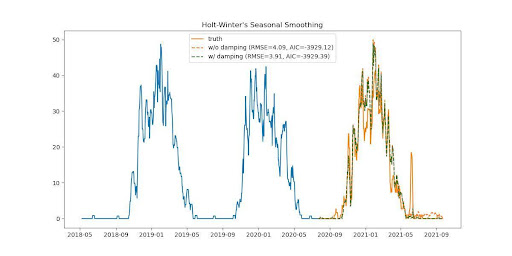 Holt-Winter's Seasonal Smoothing
truth
w/o damping (RMSE=4.09, AIC=-3929.12)
w/ damping (RMSE=3.91, AIC=-3929.39)
50
40
30
20
10
0
2018-05 2018-09 2019-01 2019-05 2019-09 2020-01 2020-05 2020-09 2021-01 2021-05 2021-09